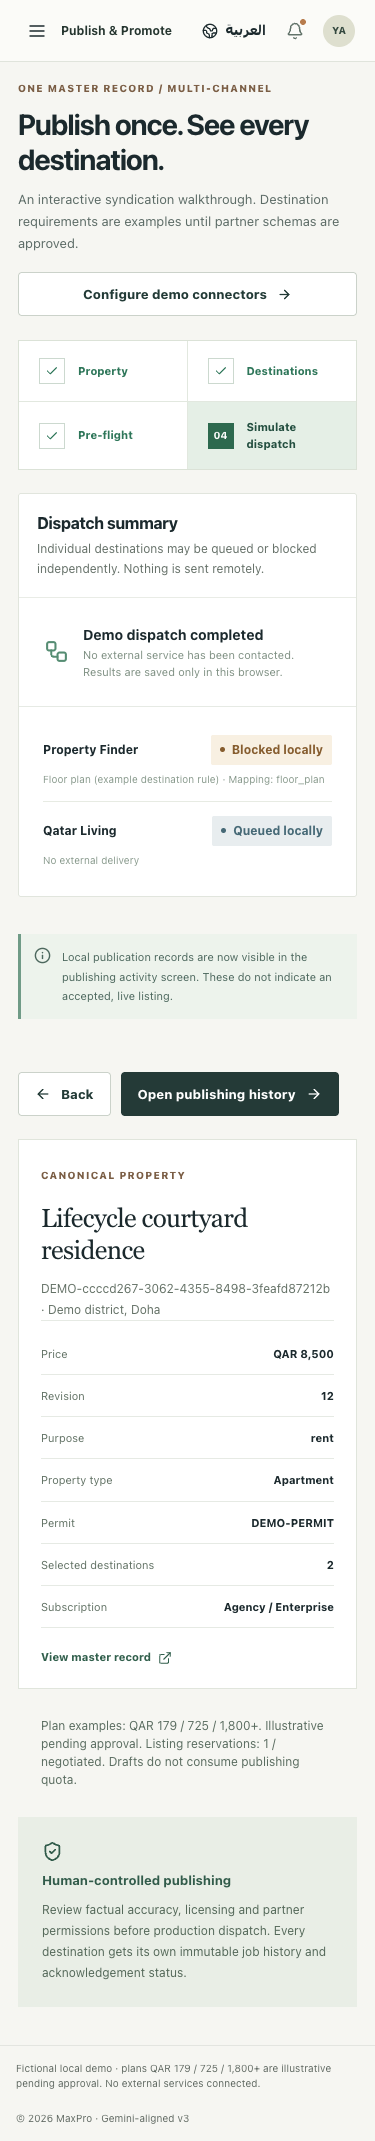 Publish & Promote
العربية
YA
ONE MASTER RECORD / MULTI-CHANNEL
Publish once. See every
destination.
An interactive syndication walkthrough. Destination
requirements are examples until partner schemas are
approved.
Configure demo connectors
Property
Destinations
Pre-flight
04
Simulate
dispatch
Dispatch summary
Individual destinations may be queued or blocked
independently. Nothing is sent remotely.
Demo dispatch completed
No external service has been contacted.
Results are saved only in this browser.
Property Finder
Blocked locally
Floor plan (example destination rule) · Mapping: floor_plan
Qatar Living
Queued locally
No external delivery
Local publication records are now visible in the
publishing activity screen. These do not indicate an
accepted, live listing.
Back
Open publishing history
CANONICAL PROPERTY
Lifecycle courtyard
residence
DEMO-ccccd267-3062-4355-8498-3feafd87212b
· Demo district, Doha
Price QAR 8,500
Revision 12
Purpose rent
Property type Apartment
Permit DEMO-PERMIT
Selected destinations 2
Subscription Agency / Enterprise
View master record
Plan examples: QAR 179 / 725 / 1,800+. Illustrative
pending approval. Listing reservations: 1 /
negotiated. Drafts do not consume publishing
quota.
Human-controlled publishing
Review factual accuracy, licensing and partner
permissions before production dispatch. Every
destination gets its own immutable job history and
acknowledgement status.
Fictional local demo · plans QAR 179 / 725 / 1,800+ are illustrative
pending approval. No external services connected.
© 2026 MaxPro · Gemini-aligned v3